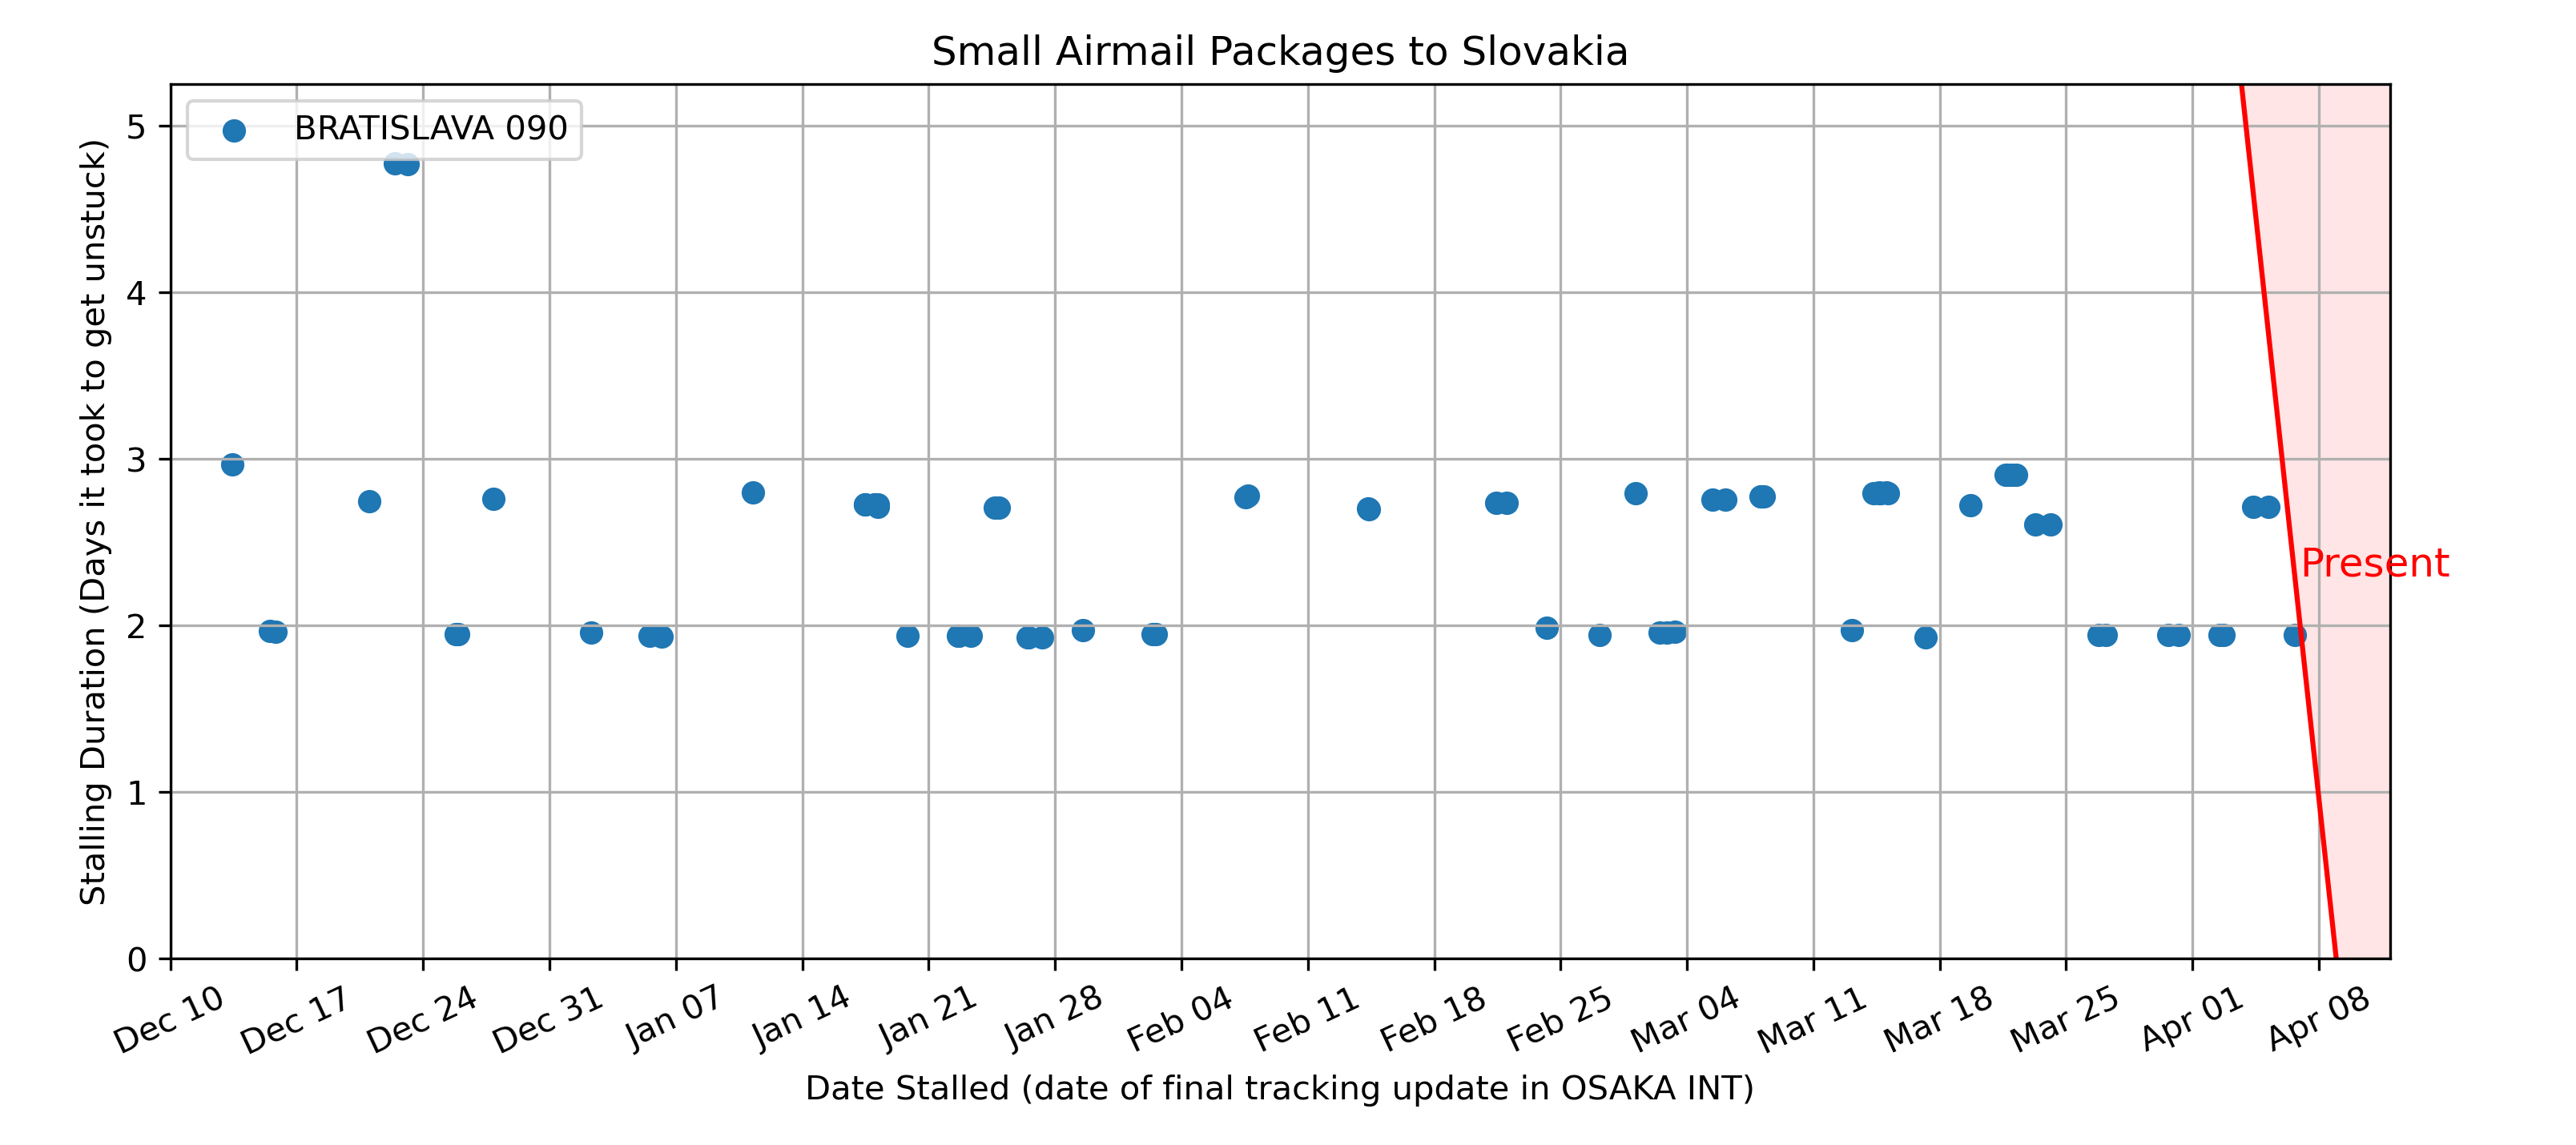 Small Airmail Packages to Slovakia
BRATISLAVA 090
Stalling Duration (Days it took to get unstuck)
5
4
3
2
1
0
Present
Dec 10
Dec 17
Dec 24
Dec 31
Jan 07
Jan 14
Jan 21
Jan 28
Feb 04
Feb 11
Feb 18
Feb 25
Mar 04
Mar 11
Mar 18
Mar 25
Apr 01
Apr 08
Date Stalled (date of final tracking update in OSAKA INT)